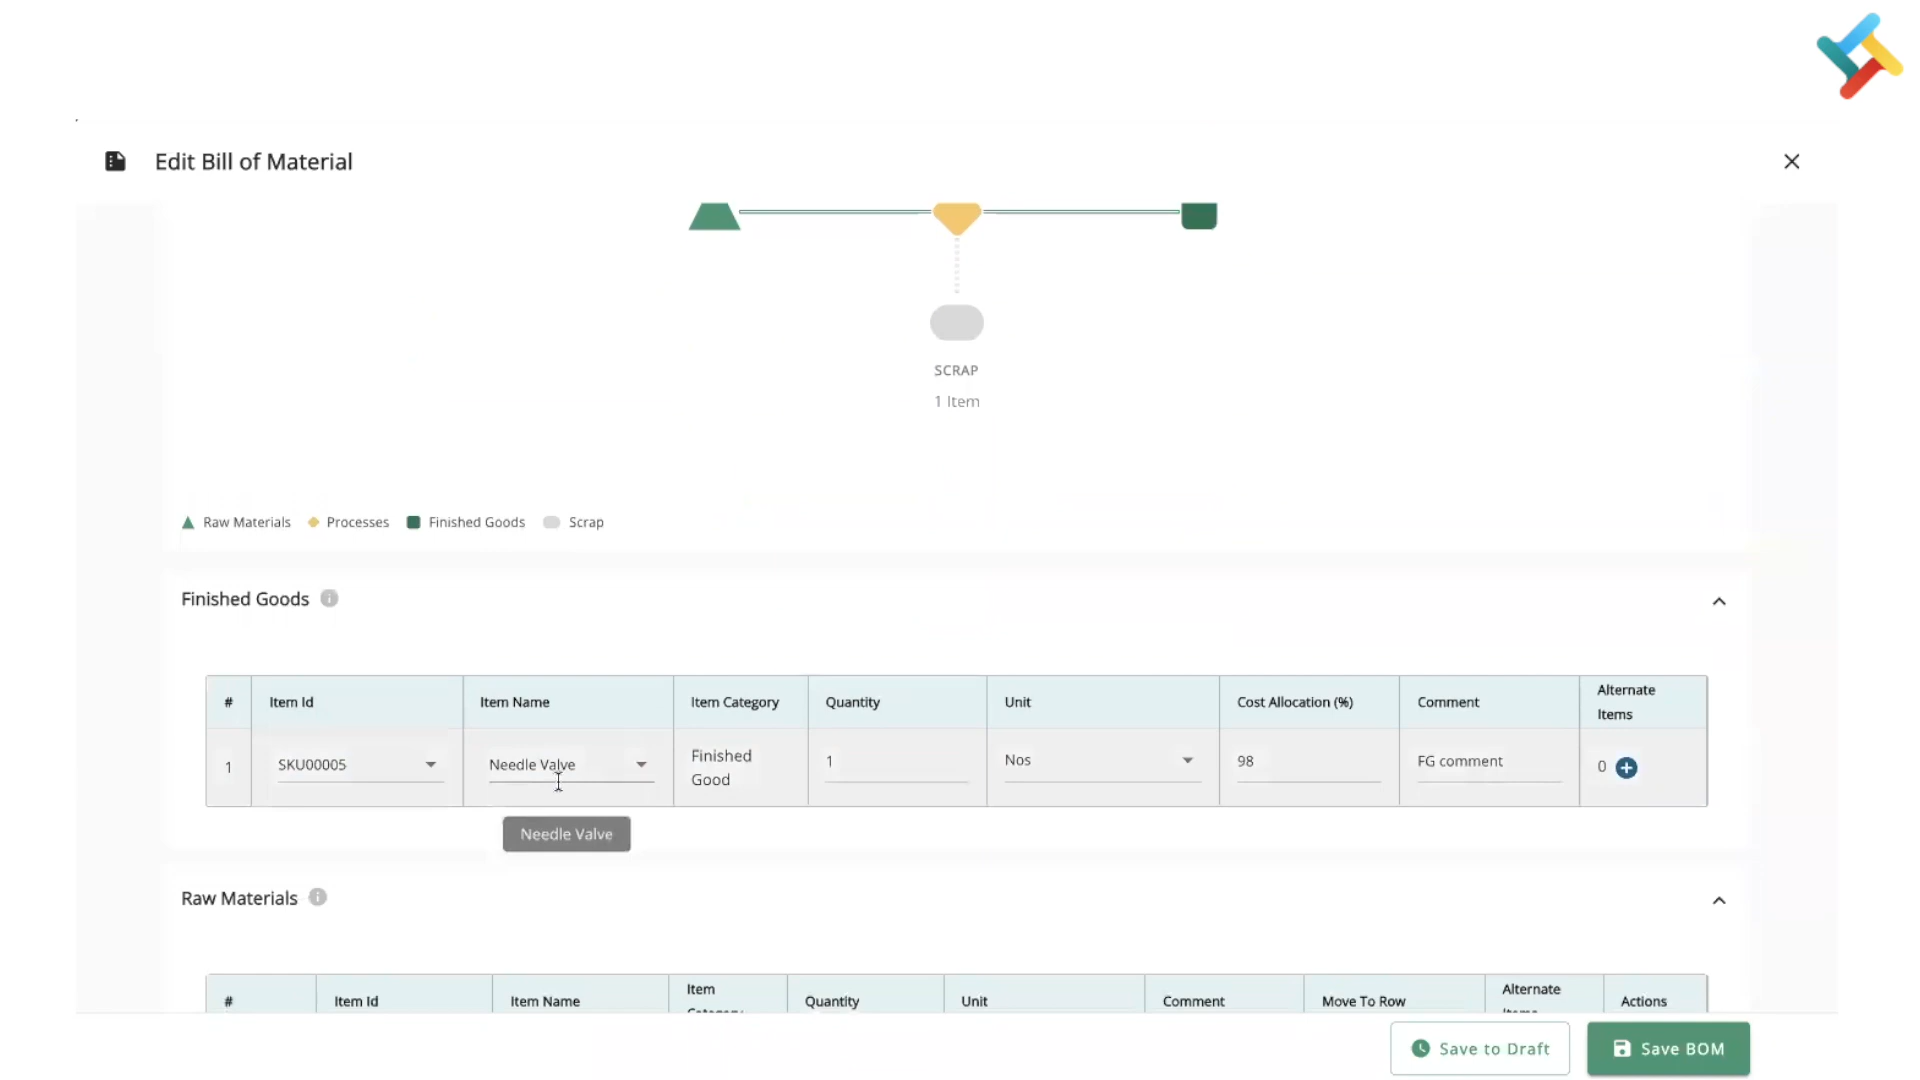 Edit Bill of Material
SCRAP
1 Item
Raw Materials Processes Finished Goods Scrap
Finished Goods
# Item Id Item Name Item Category Quantity Unit Cost Allocation (%) Comment Alternate Items
1 SKU00005 Needle Valve Finished Good 1 Nos 98 FG comment 0
Needle Valve
Raw Materials
# Item Id Item Name Item Category Quantity Unit Comment Move To Row Alternate Items Actions
Save to Draft Save BOM